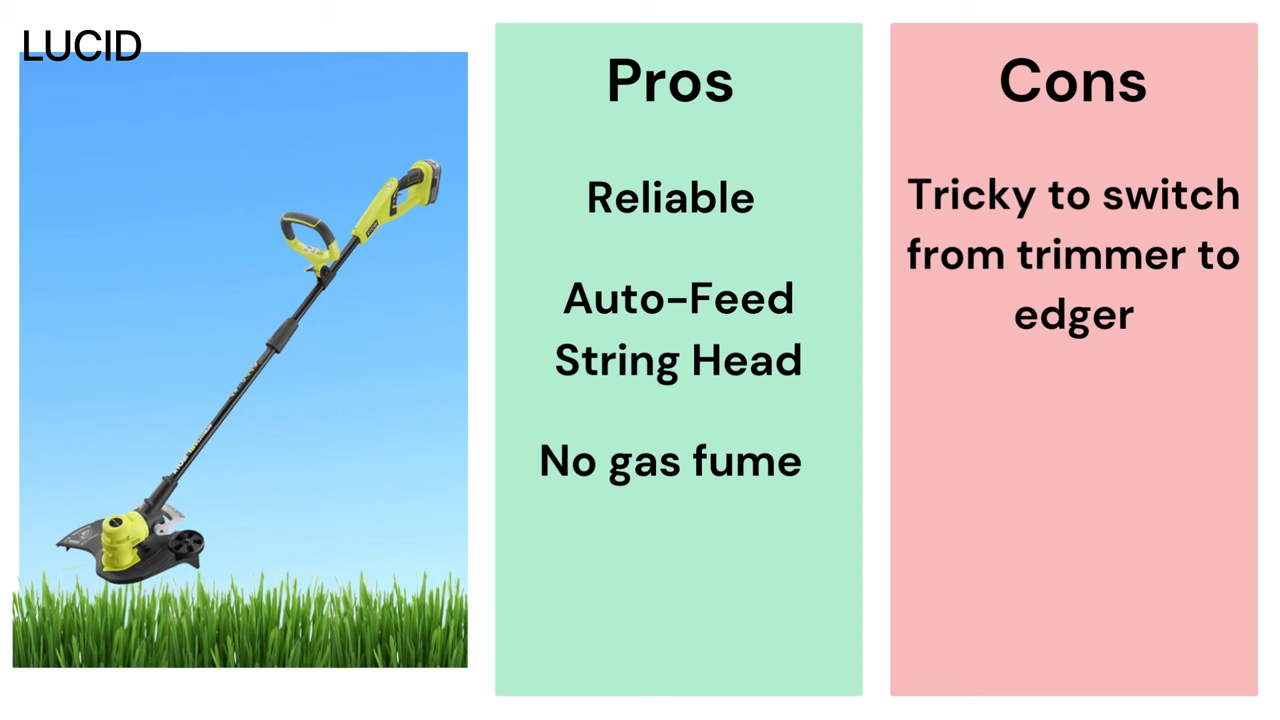 LUCID
Pros
Reliable
Auto-Feed
String Head
No gas fume
Cons
Tricky to switch
from trimmer to
edger